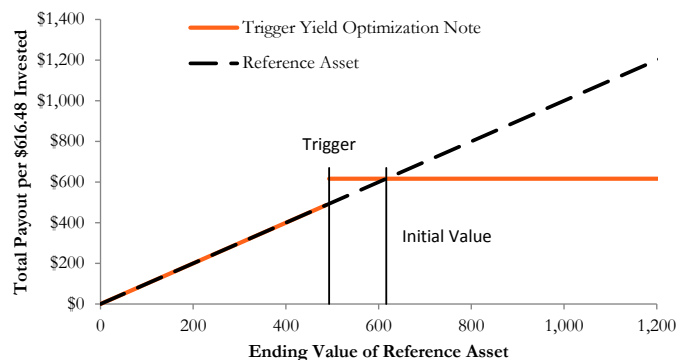 Total Payout per $616.48 Invested
$1,400
$1,200
$1,000
$800
$600
$400
$200
$0
Trigger Yield Optimization Note
Reference Asset
Trigger
Initial Value
0
200
400
600
800
1,000
1,200
Ending Value of Reference Asset